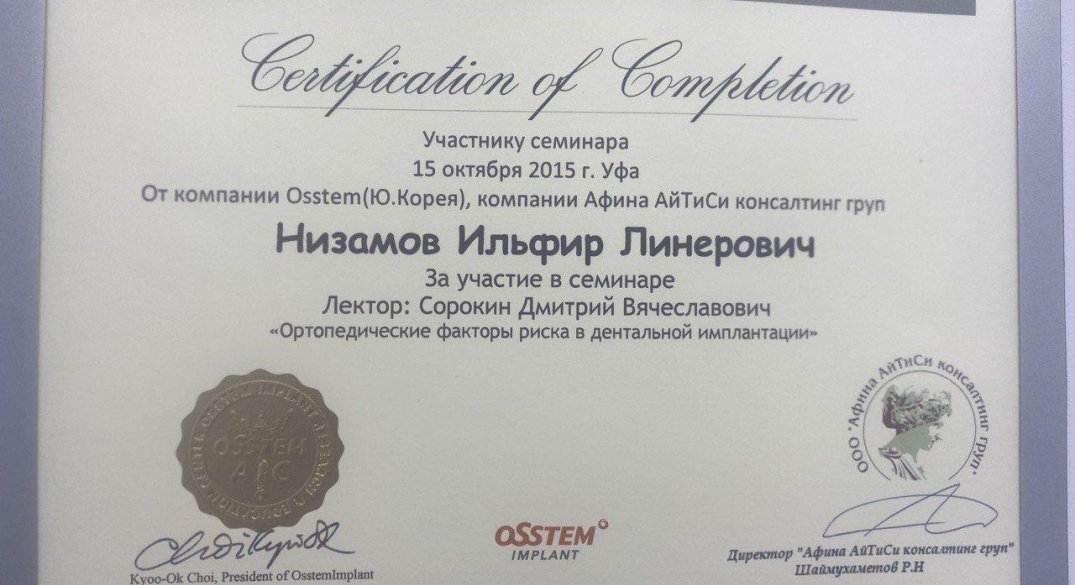 Certification of Completion
Участнику семинара
15 октября 2015 г. Уфа
От компании Osstem(Ю.Корея), компании Афина АйТиСи консалтинг груп
Низамов Ильфир Линерович
За участие в семинаре
Лектор: Сорокин Дмитрий Вячеславович
«Ортопедические факторы риска в дентальной имплантации»
OSSTEM
ООО "Афина АйТиСи консалтинг груп"
OSSTEM
IMPLANT
Kyoo-Ok Choi, President of OsstemImplant
Директор "Афина АйТиСи консалтинг груп"
Шаймухаметов Р.Н